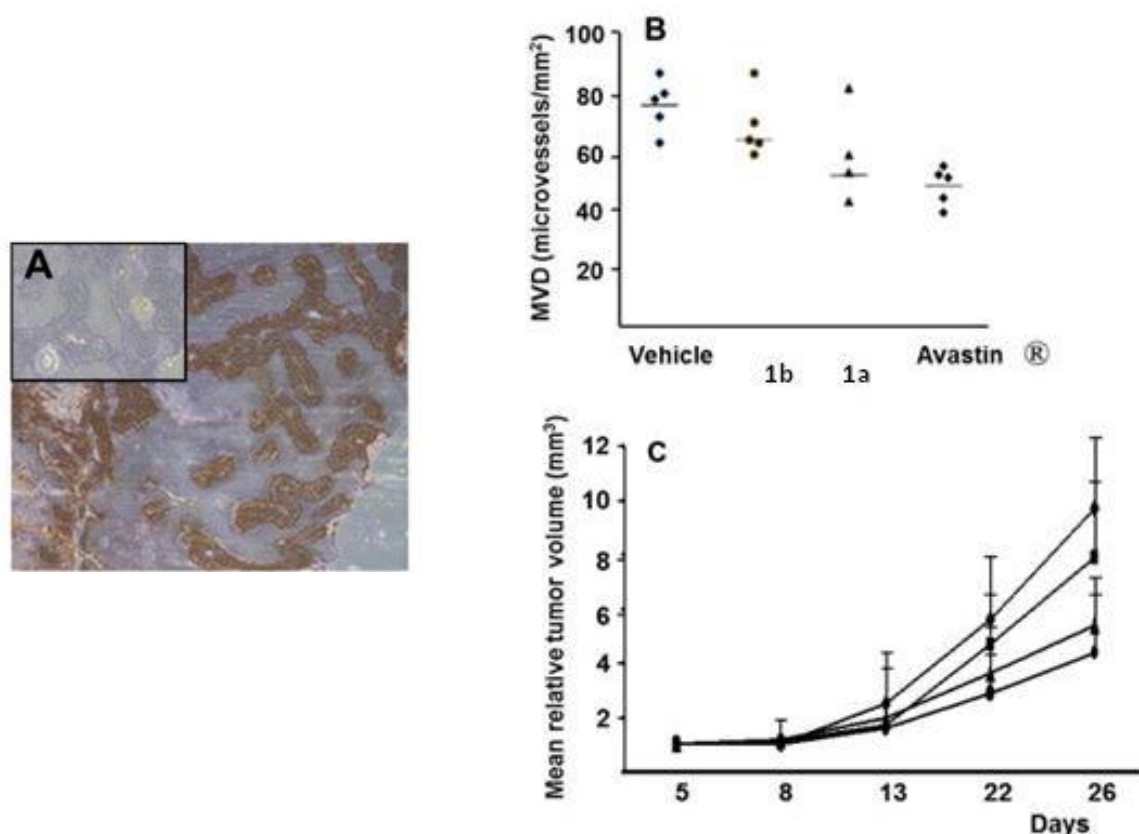 A
B
MVD (microvessels/mm²)
100
80
60
40
20
Vehicle 1b 1a Avastin ®
C
Mean relative tumor volume (mm³)
12
10
8
6
4
2
5 8 13 22 26
Days